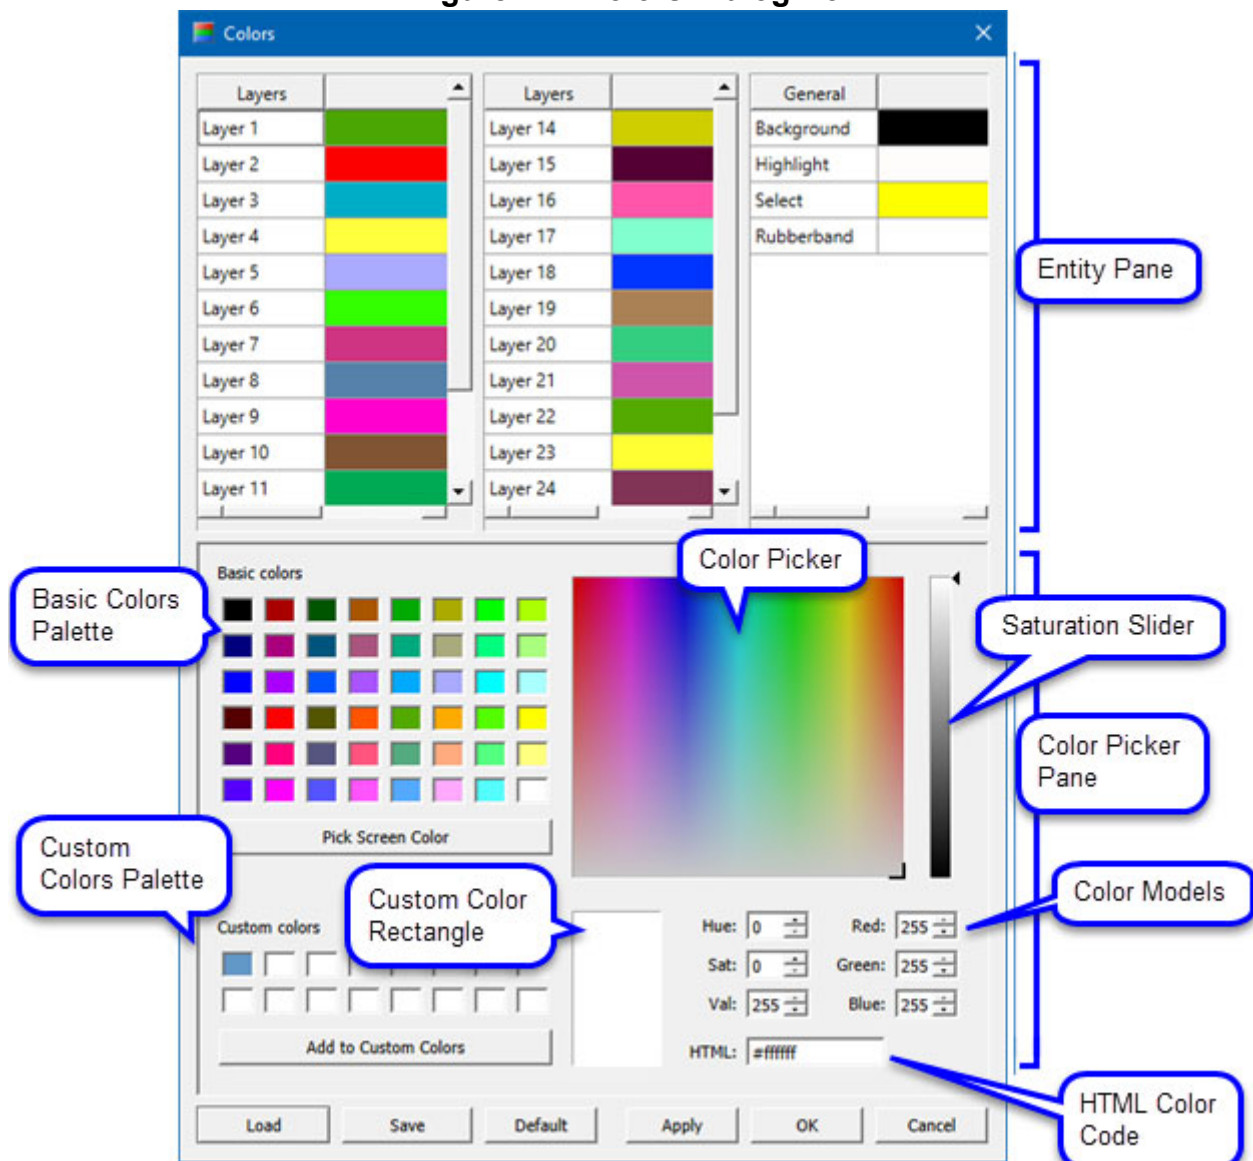 Colors
Layers
Layer 1
Layer 2
Layer 3
Layer 4
Layer 5
Layer 6
Layer 7
Layer 8
Layer 9
Layer 10
Layer 11
Layers
Layer 14
Layer 15
Layer 16
Layer 17
Layer 18
Layer 19
Layer 20
Layer 21
Layer 22
Layer 23
Layer 24
General
Background
Highlight
Select
Rubberband
Entity Pane
Basic colors
Basic Colors
Palette
Color Picker
Saturation Slider
Color Picker
Pane
Pick Screen Color
Custom
Colors Palette
Custom colors
Custom Color
Rectangle
Add to Custom Colors
Hue: 0 Red: 255
Sat: 0 Green: 255
Val: 255 Blue: 255
HTML: #ffffff
Color Models
HTML Color
Code
Load Save Default Apply OK Cancel